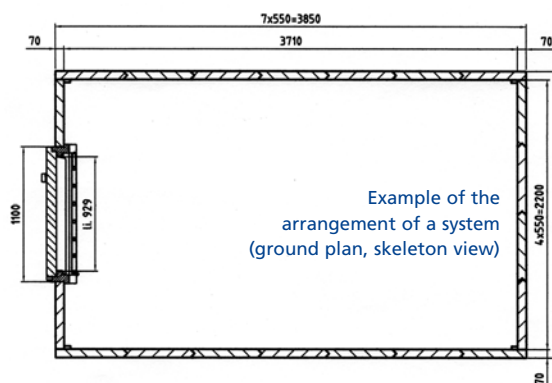 7x550=3850
70
3710
70
1100
li. 929
Example of the
arrangement of a system
(ground plan, skeleton view)
4x550=2200
70